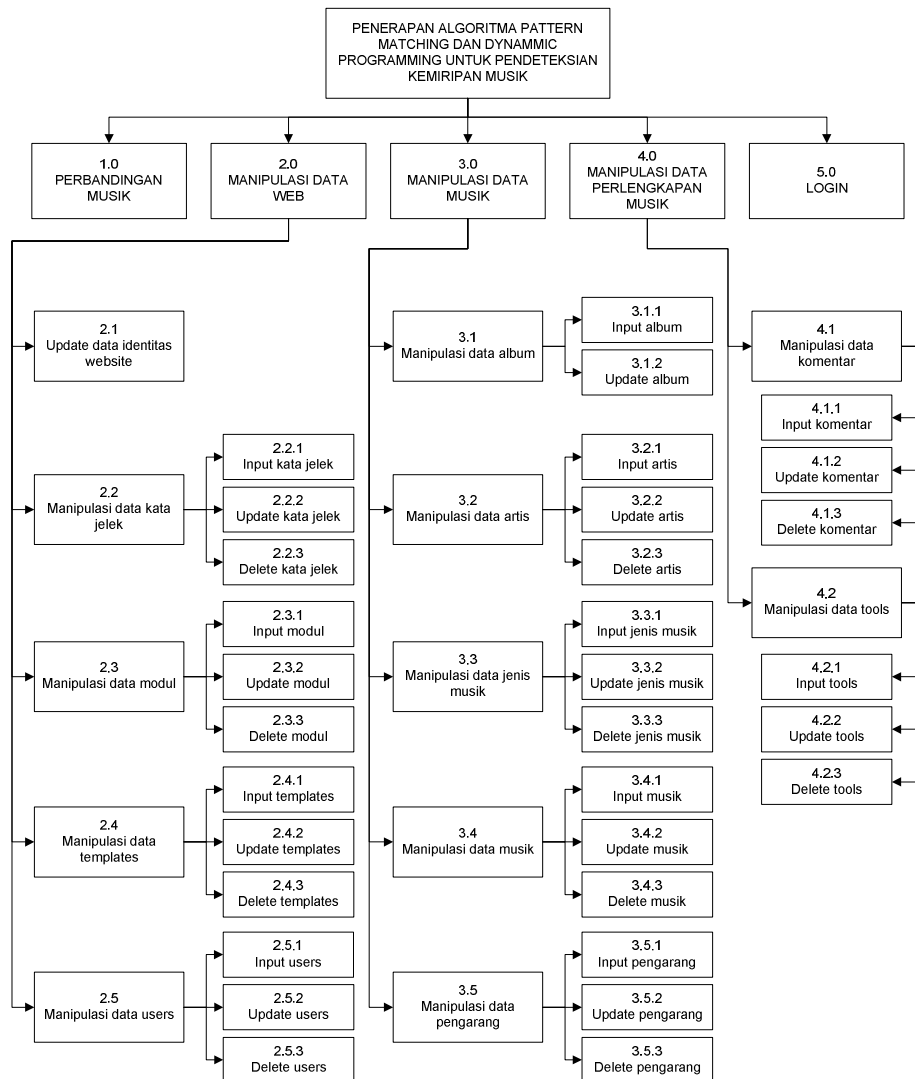 PENERAPAN ALGORITMA PATTERN
MATCHING DAN DYNAMMIC
PROGRAMMING UNTUK PENDETEKSIAN
KEMIRIPAN MUSIK
1.0
PERBANDINGAN
MUSIK
2.0
MANIPULASI DATA
WEB
3.0
MANIPULASI DATA
MUSIK
4.0
MANIPULASI DATA
PERLENGKAPAN
MUSIK
5.0
LOGIN
2.1
Update data identitas
website
2.2
Manipulasi data kata
jelek
2.2.1
Input kata jelek
2.2.2
Update kata jelek
2.2.3
Delete kata jelek
2.3
Manipulasi data modul
2.3.1
Input modul
2.3.2
Update modul
2.3.3
Delete modul
2.4
Manipulasi data
templates
2.4.1
Input templates
2.4.2
Update templates
2.4.3
Delete templates
2.5
Manipulasi data users
2.5.1
Input users
2.5.2
Update users
2.5.3
Delete users
3.1
Manipulasi data album
3.1.1
Input album
3.1.2
Update album
3.2
Manipulasi data artis
3.2.1
Input artis
3.2.2
Update artis
3.2.3
Delete artis
3.3
Manipulasi data jenis
musik
3.3.1
Input jenis musik
3.3.2
Update jenis musik
3.3.3
Delete jenis musik
3.4
Manipulasi data musik
3.4.1
Input musik
3.4.2
Update musik
3.4.3
Delete musik
3.5
Manipulasi data
pengarang
3.5.1
Input pengarang
3.5.2
Update pengarang
3.5.3
Delete pengarang
4.1
Manipulasi data
komentar
4.1.1
Input komentar
4.1.2
Update komentar
4.1.3
Delete komentar
4.2
Manipulasi data tools
4.2.1
Input tools
4.2.2
Update tools
4.2.3
Delete tools